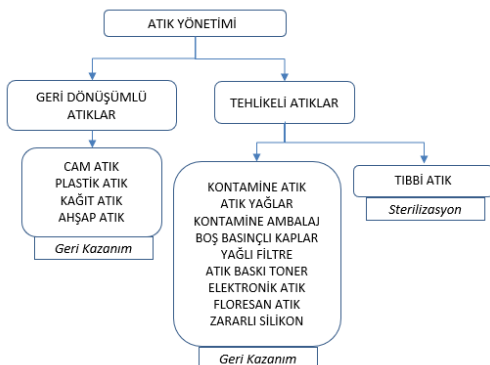 ATIK YÖNETİMİ
GERİ DÖNÜŞÜMLÜ
ATIKLAR
TEHLİKELİ ATIKLAR
CAM ATIK
PLASTİK ATIK
KAĞIT ATIK
AHŞAP ATIK
Geri Kazanım
KONTAMİNE ATIK
ATIK YAĞLAR
KONTAMİNE AMBALAJ
BOŞ BASINÇLI KAPLAR
YAĞLI FİLTRE
ATIK BASKI TONER
ELEKTRONİK ATIK
FLORESAN ATIK
ZARARLI SİLİKON
Geri Kazanım
TIBBİ ATIK
Sterilizasyon